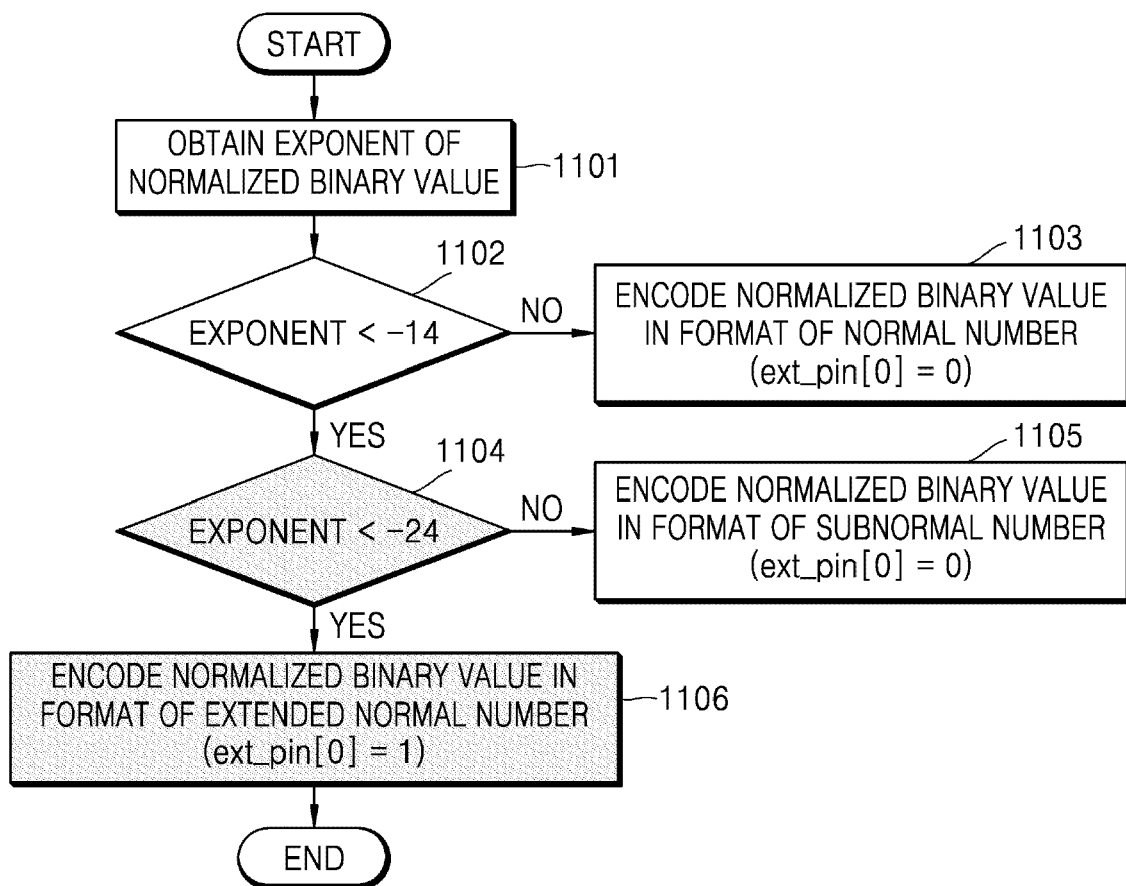 START
OBTAIN EXPONENT OF
NORMALIZED BINARY VALUE
1101
1102
EXPONENT < −14
NO
1103
ENCODE NORMALIZED BINARY VALUE
IN FORMAT OF NORMAL NUMBER
(ext_pin[0] = 0)
YES
1104
EXPONENT < −24
NO
1105
ENCODE NORMALIZED BINARY VALUE
IN FORMAT OF SUBNORMAL NUMBER
(ext_pin[0] = 0)
YES
ENCODE NORMALIZED BINARY VALUE IN
FORMAT OF EXTENDED NORMAL NUMBER
(ext_pin[0] = 1)
1106
END